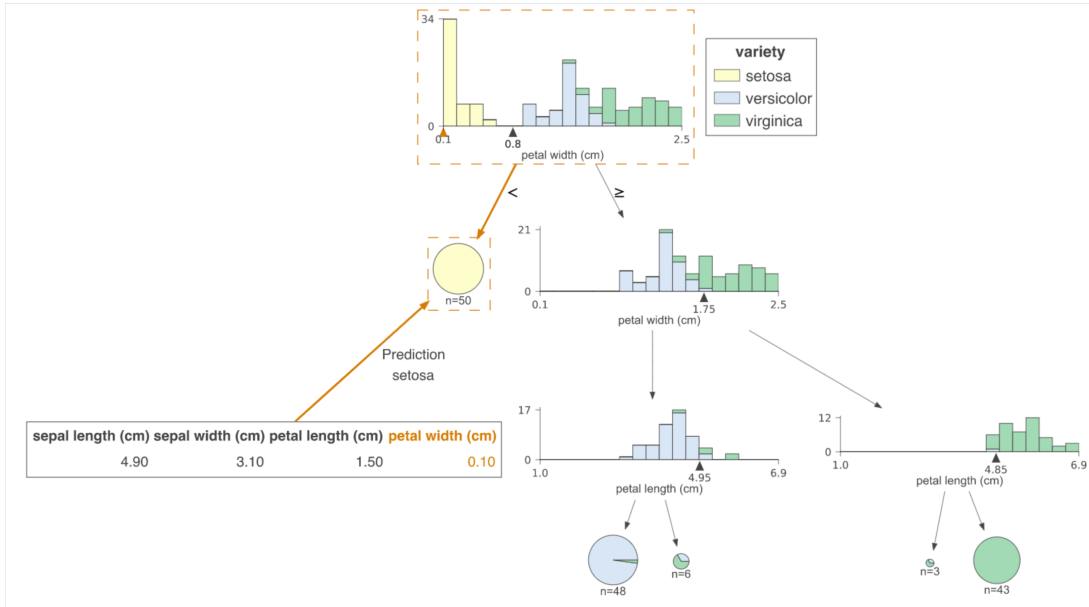 34
0
0.1
0.8
2.5
petal width (cm)
variety
setosa
versicolor
virginica
<
≥
n=50
21
0
0.1
1.75
2.5
petal width (cm)
Prediction
setosa
sepal length (cm) sepal width (cm) petal length (cm) petal width (cm)
4.90 3.10 1.50 0.10
17
0
1.0
4.95
6.9
petal length (cm)
12
0
1.0
4.85
6.9
petal length (cm)
n=48
n=6
n=3
n=43